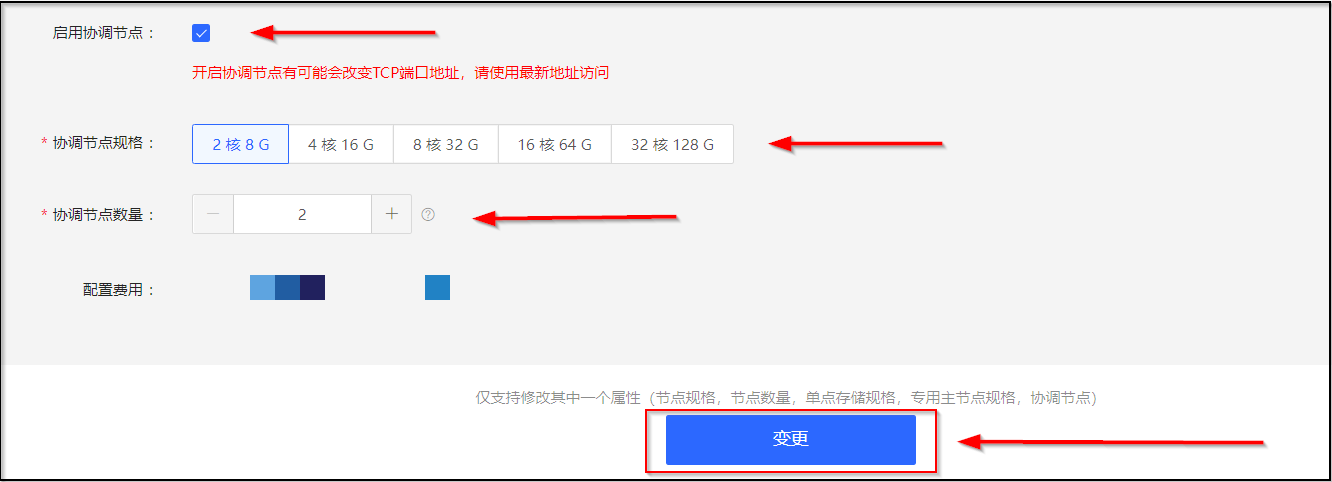 启用协调节点：
开启协调节点有可能会改变TCP端口地址，请使用最新地址访问
* 协调节点规格： 2 核 8 G 4 核 16 G 8 核 32 G 16 核 64 G 32 核 128 G
* 协调节点数量： － 2 + ?
配置费用：
仅支持修改其中一个属性（节点规格，节点数量，单点存储规格，专用主节点规格，协调节点）
变更